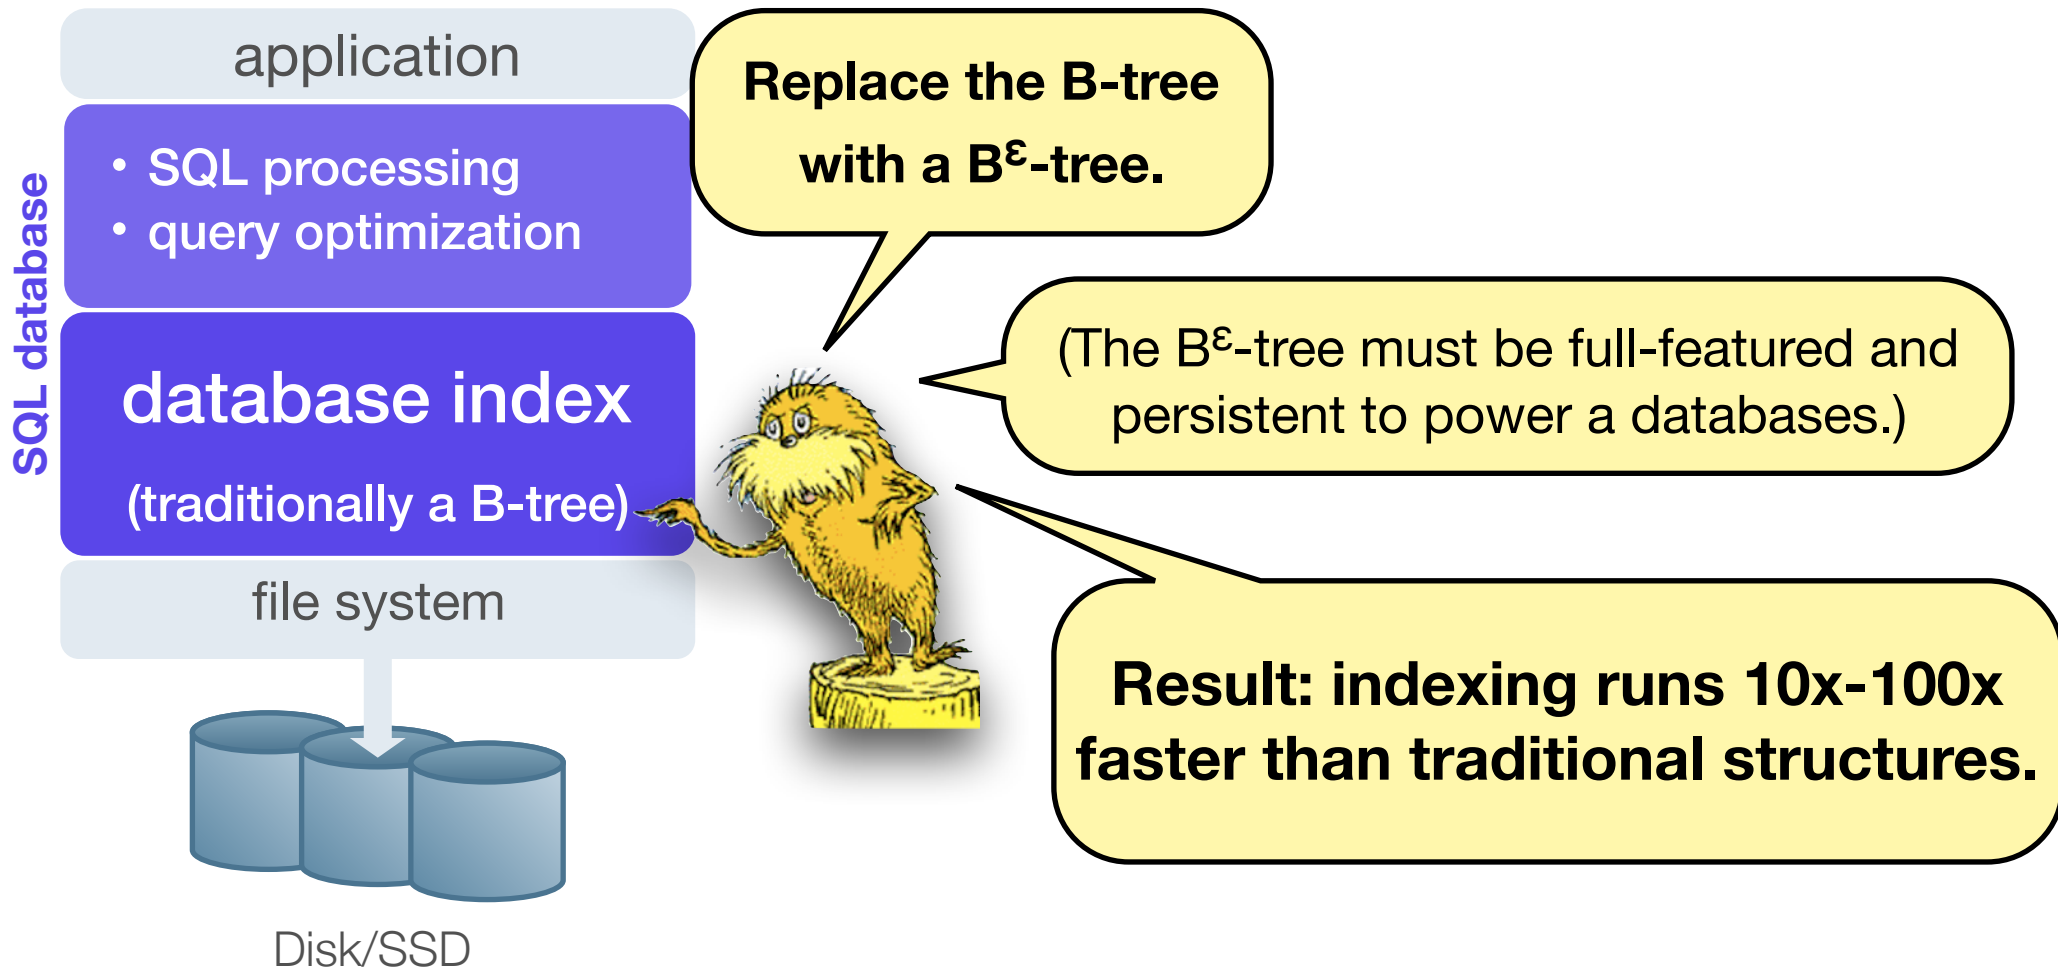 application
SQL database
• SQL processing
• query optimization
database index
(traditionally a B-tree)
file system
Disk/SSD
Replace the B-tree
with a Bᵋ-tree.
(The Bᵋ-tree must be full-featured and
persistent to power a databases.)
Result: indexing runs 10x-100x
faster than traditional structures.